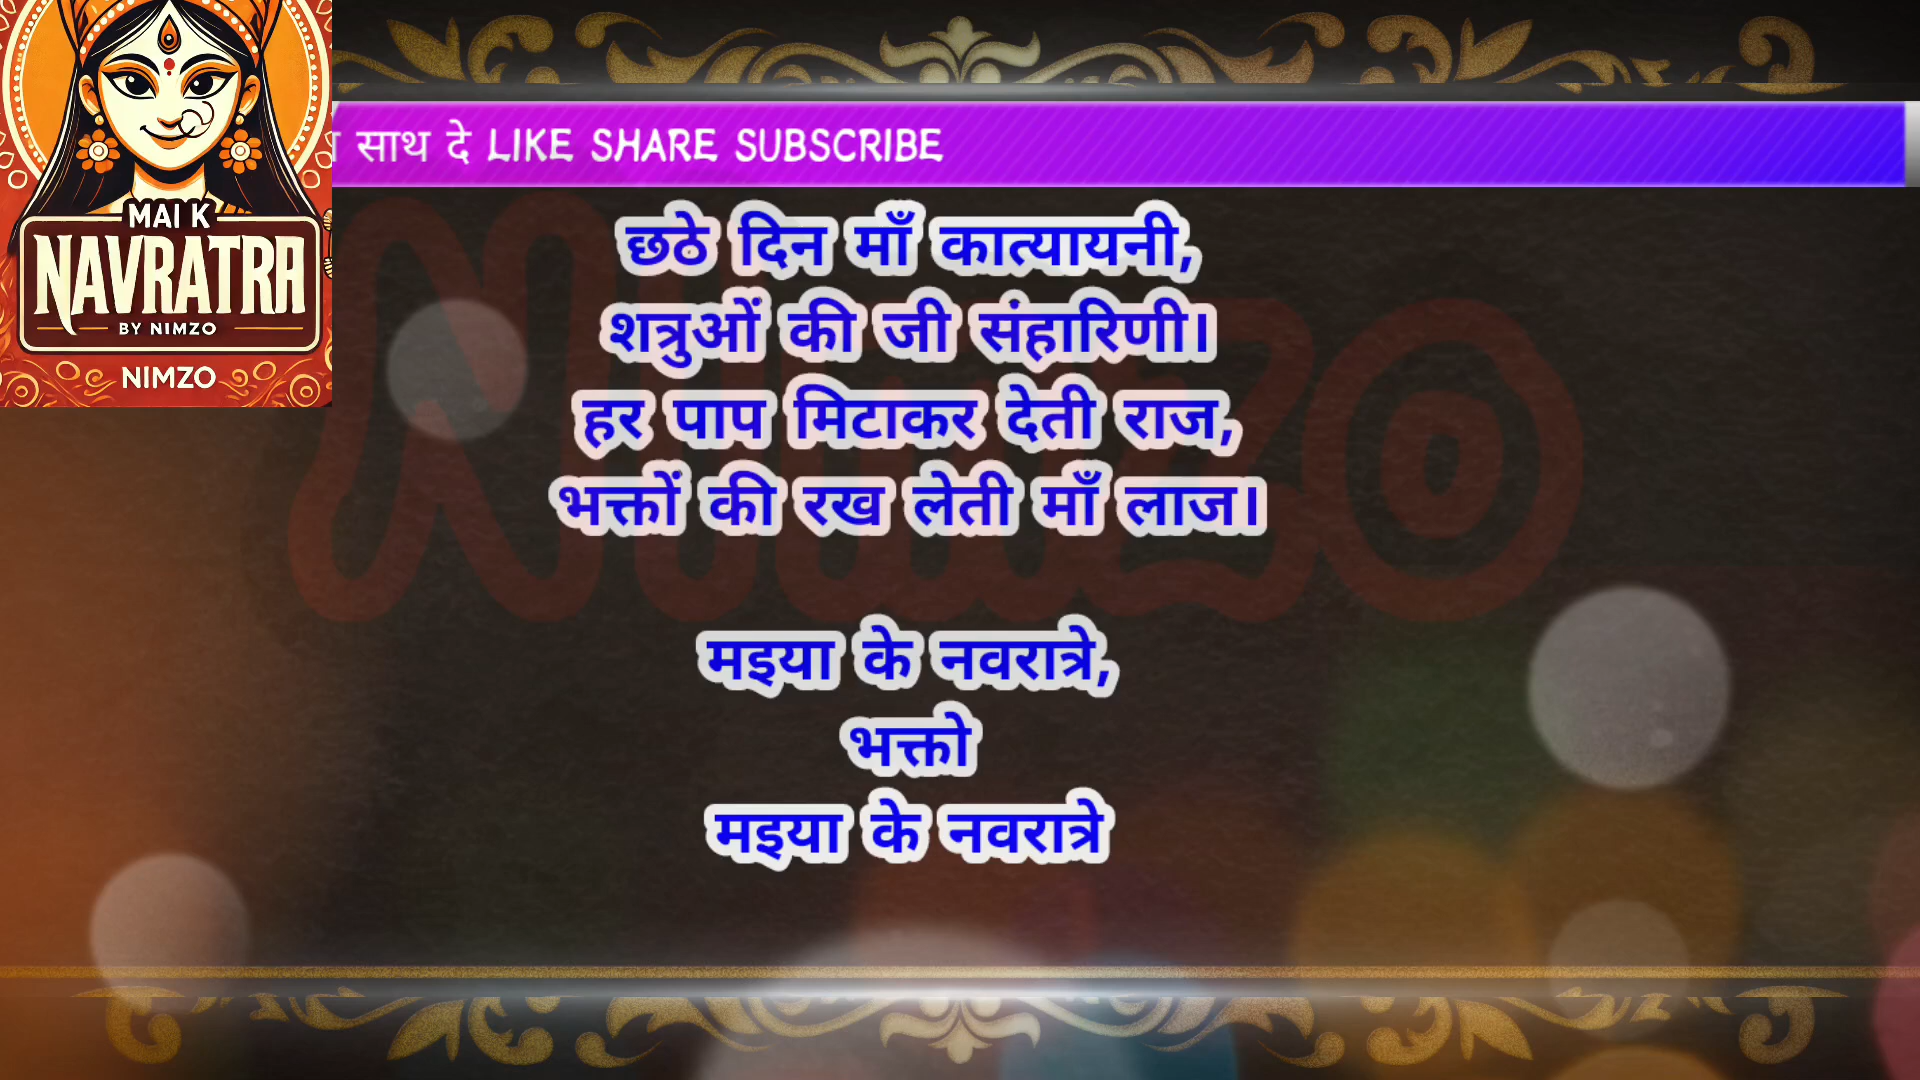 साथ दे LIKE SHARE SUBSCRIBE
MAI K
NAVRATRA
BY NIMZO
NIMZO
छठे दिन माँ कात्यायनी,
शत्रुओं की जी संहारिणी।
हर पाप मिटाकर देती राज,
भक्तों की रख लेती माँ लाज।
मइया के नवरात्रे,
भक्तो
मइया के नवरात्रे
Nimzo